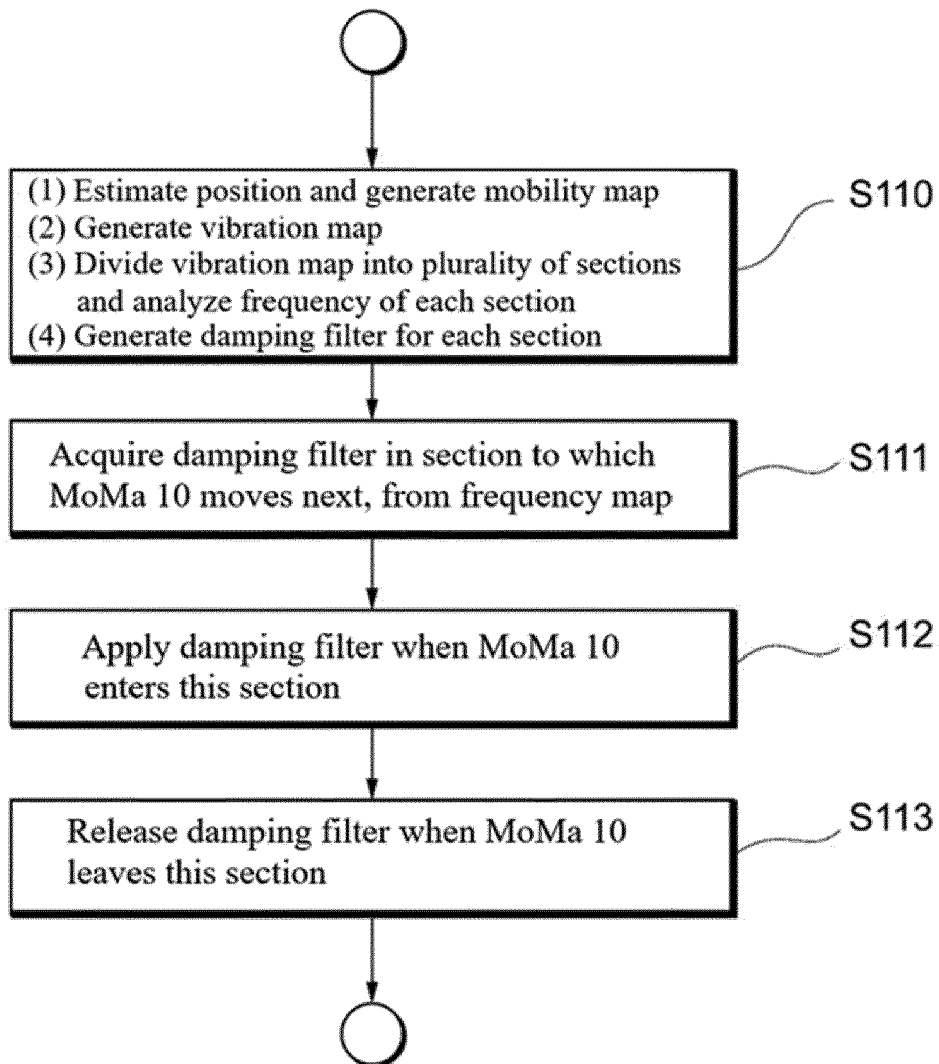 (1) Estimate position and generate mobility map
(2) Generate vibration map
(3) Divide vibration map into plurality of sections
and analyze frequency of each section
(4) Generate damping filter for each section
S110
Acquire damping filter in section to which
MoMa 10 moves next, from frequency map
S111
Apply damping filter when MoMa 10
enters this section
S112
Release damping filter when MoMa 10
leaves this section
S113